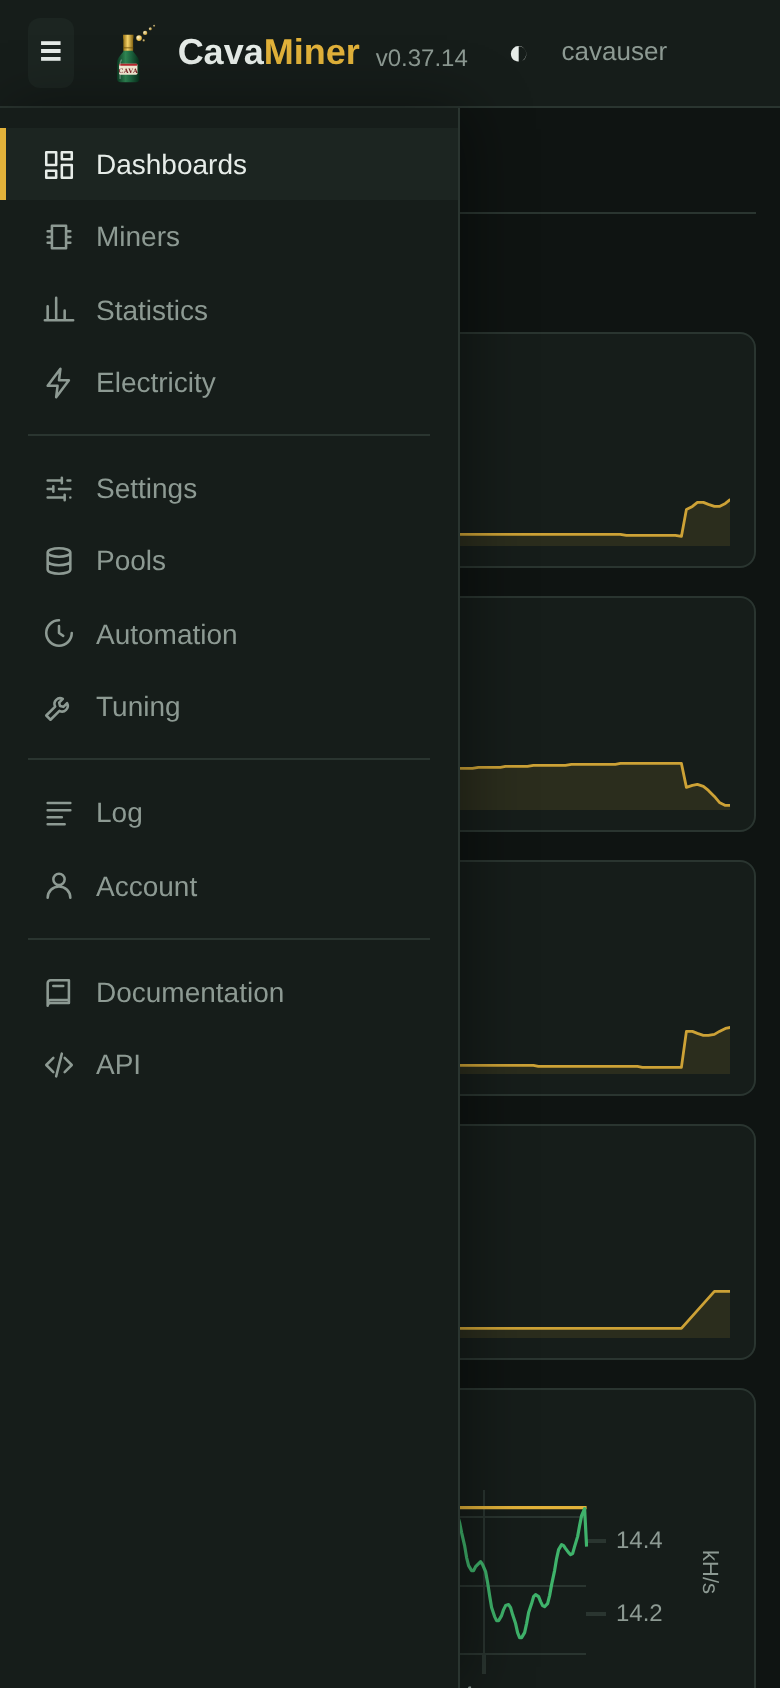 CAVA
CavaMiner v0.37.14 cavauser
Dashboards
Miners
Statistics
Electricity
Settings
Pools
Automation
Tuning
Log
Account
Documentation
API
14.4
kH/s
14.2